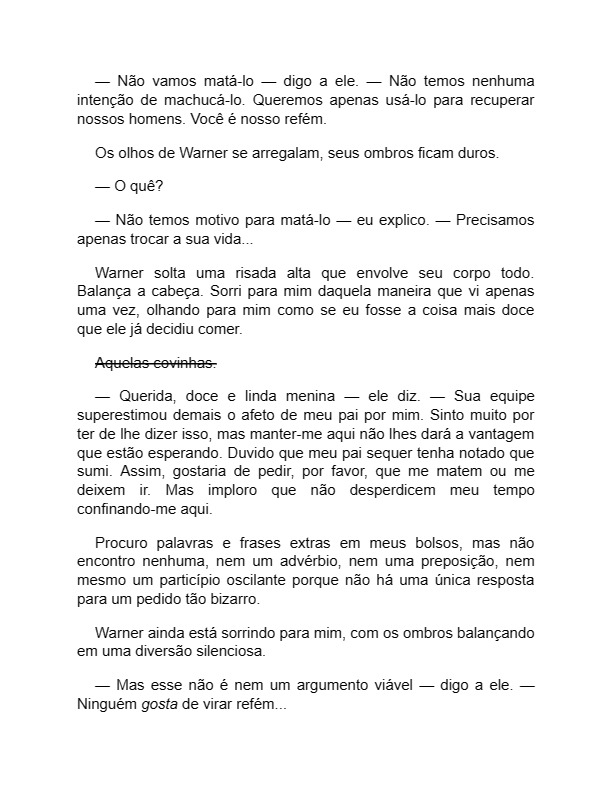 — Não vamos matá-lo — digo a ele. — Não temos nenhuma
intenção de machucá-lo. Queremos apenas usá-lo para recuperar
nossos homens. Você é nosso refém.
Os olhos de Warner se arregalam, seus ombros ficam duros.
— O quê?
— Não temos motivo para matá-lo — eu explico. — Precisamos
apenas trocar a sua vida...
Warner solta uma risada alta que envolve seu corpo todo.
Balança a cabeça. Sorri para mim daquela maneira que vi apenas
uma vez, olhando para mim como se eu fosse a coisa mais doce
que ele já decidiu comer.
Aquelas covinhas.
— Querida, doce e linda menina — ele diz. — Sua equipe
superestimou demais o afeto de meu pai por mim. Sinto muito por
ter de lhe dizer isso, mas manter-me aqui não lhes dará a vantagem
que estão esperando. Duvido que meu pai sequer tenha notado que
sumi. Assim, gostaria de pedir, por favor, que me matem ou me
deixem ir. Mas imploro que não desperdicem meu tempo
confinando-me aqui.
Procuro palavras e frases extras em meus bolsos, mas não
encontro nenhuma, nem um advérbio, nem uma preposição, nem
mesmo um particípio oscilante porque não há uma única resposta
para um pedido tão bizarro.
Warner ainda está sorrindo para mim, com os ombros balançando
em uma diversão silenciosa.
— Mas esse não é nem um argumento viável — digo a ele. —
Ninguém gosta de virar refém...